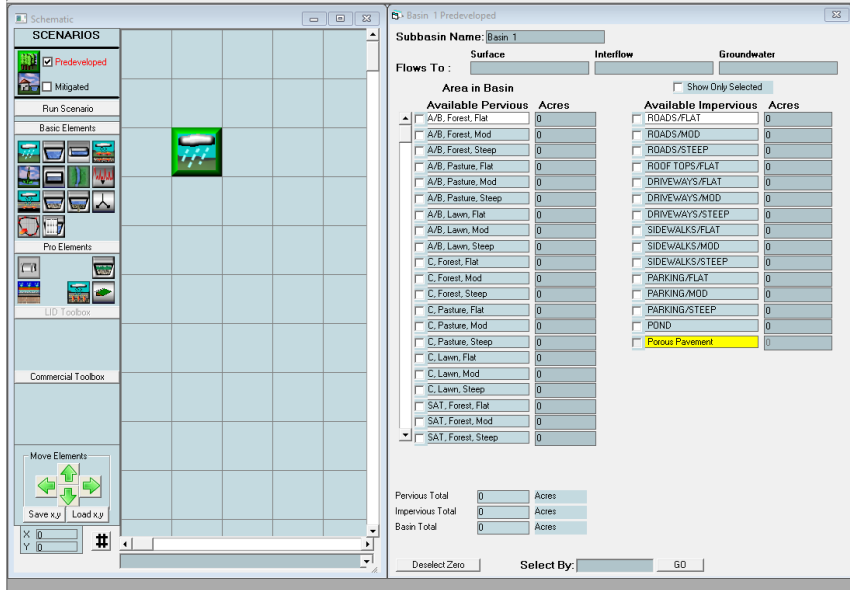 Schematic
SCENARIOS
Predeveloped
Mitigated
Run Scenario
Basic Elements
Pro Elements
LID Toolbox
Commercial Toolbox
Move Elements
Save x,y Load x,y
X 0
Y 0
#
Basin 1 Predeveloped
Subbasin Name: Basin 1
Surface Interflow Groundwater
Flows To :
Area in Basin Show Only Selected
Available Pervious Acres Available Impervious Acres
A/B, Forest, Flat 0 ROADS/FLAT 0
A/B, Forest, Mod 0 ROADS/MOD 0
A/B, Forest, Steep 0 ROADS/STEEP 0
A/B, Pasture, Flat 0 ROOF TOPS/FLAT 0
A/B, Pasture, Mod 0 DRIVEWAYS/FLAT 0
A/B, Pasture, Steep 0 DRIVEWAYS/MOD 0
A/B, Lawn, Flat 0 DRIVEWAYS/STEEP 0
A/B, Lawn, Mod 0 SIDEWALKS/FLAT 0
A/B, Lawn, Steep 0 SIDEWALKS/MOD 0
C, Forest, Flat 0 SIDEWALKS/STEEP 0
C, Forest, Mod 0 PARKING/FLAT 0
C, Forest, Steep 0 PARKING/MOD 0
C, Pasture, Flat 0 PARKING/STEEP 0
C, Pasture, Mod 0 POND 0
C, Pasture, Steep 0 Porous Pavement 0
C, Lawn, Flat 0
C, Lawn, Mod 0
C, Lawn, Steep 0
SAT, Forest, Flat 0
SAT, Forest, Mod 0
SAT, Forest, Steep 0
Pervious Total 0 Acres
Impervious Total 0 Acres
Basin Total 0 Acres
Deselect Zero Select By: GO